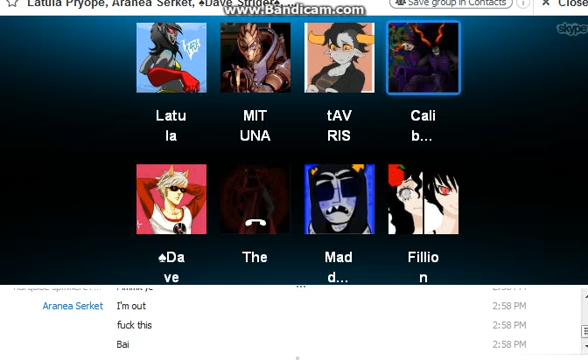 www.Bandicam.com
Latula Pryope, Aranea Serket, ♠Dave Strider♠, ...
Save group in Contacts
Close
skype
Latu
la
MIT
UNA
tAV
RIS
Cali
b...
♠Da
ve
The
Mad
d...
Fillio
n
2:58 PM
Aranea Serket I'm out 2:58 PM
fuck this 2:58 PM
Bai 2:58 PM